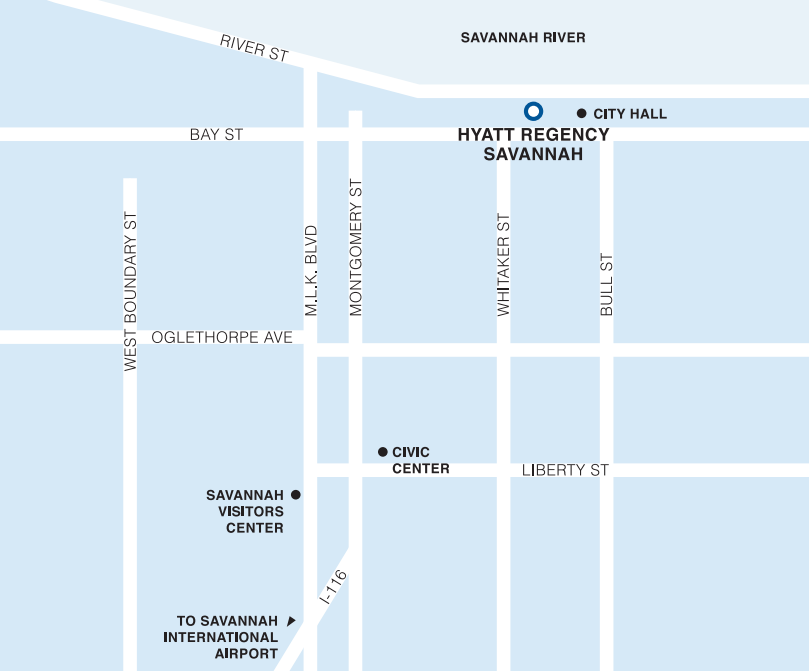 SAVANNAH RIVER
RIVER ST
CITY HALL
BAY ST
HYATT REGENCY
SAVANNAH
WEST BOUNDARY ST
M.L.K. BLVD
MONTGOMERY ST
WHITAKER ST
BULL ST
OGLETHORPE AVE
CIVIC
CENTER
LIBERTY ST
SAVANNAH
VISITORS
CENTER
I-116
TO SAVANNAH
INTERNATIONAL
AIRPORT